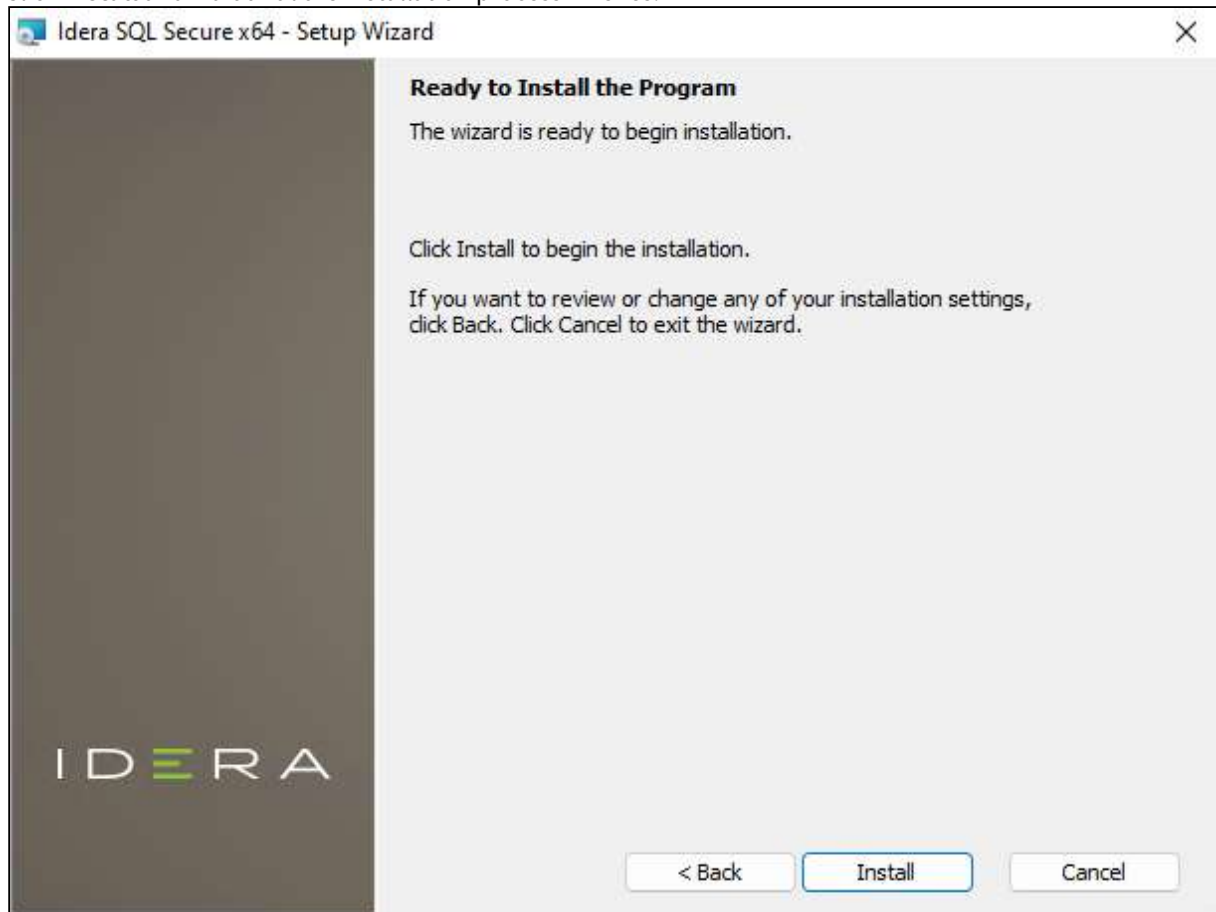 Idera SQL Secure x64 - Setup Wizard
Ready to Install the Program
The wizard is ready to begin installation.
Click Install to begin the installation.
If you want to review or change any of your installation settings,
click Back. Click Cancel to exit the wizard.
IDERA
< Back
Install
Cancel